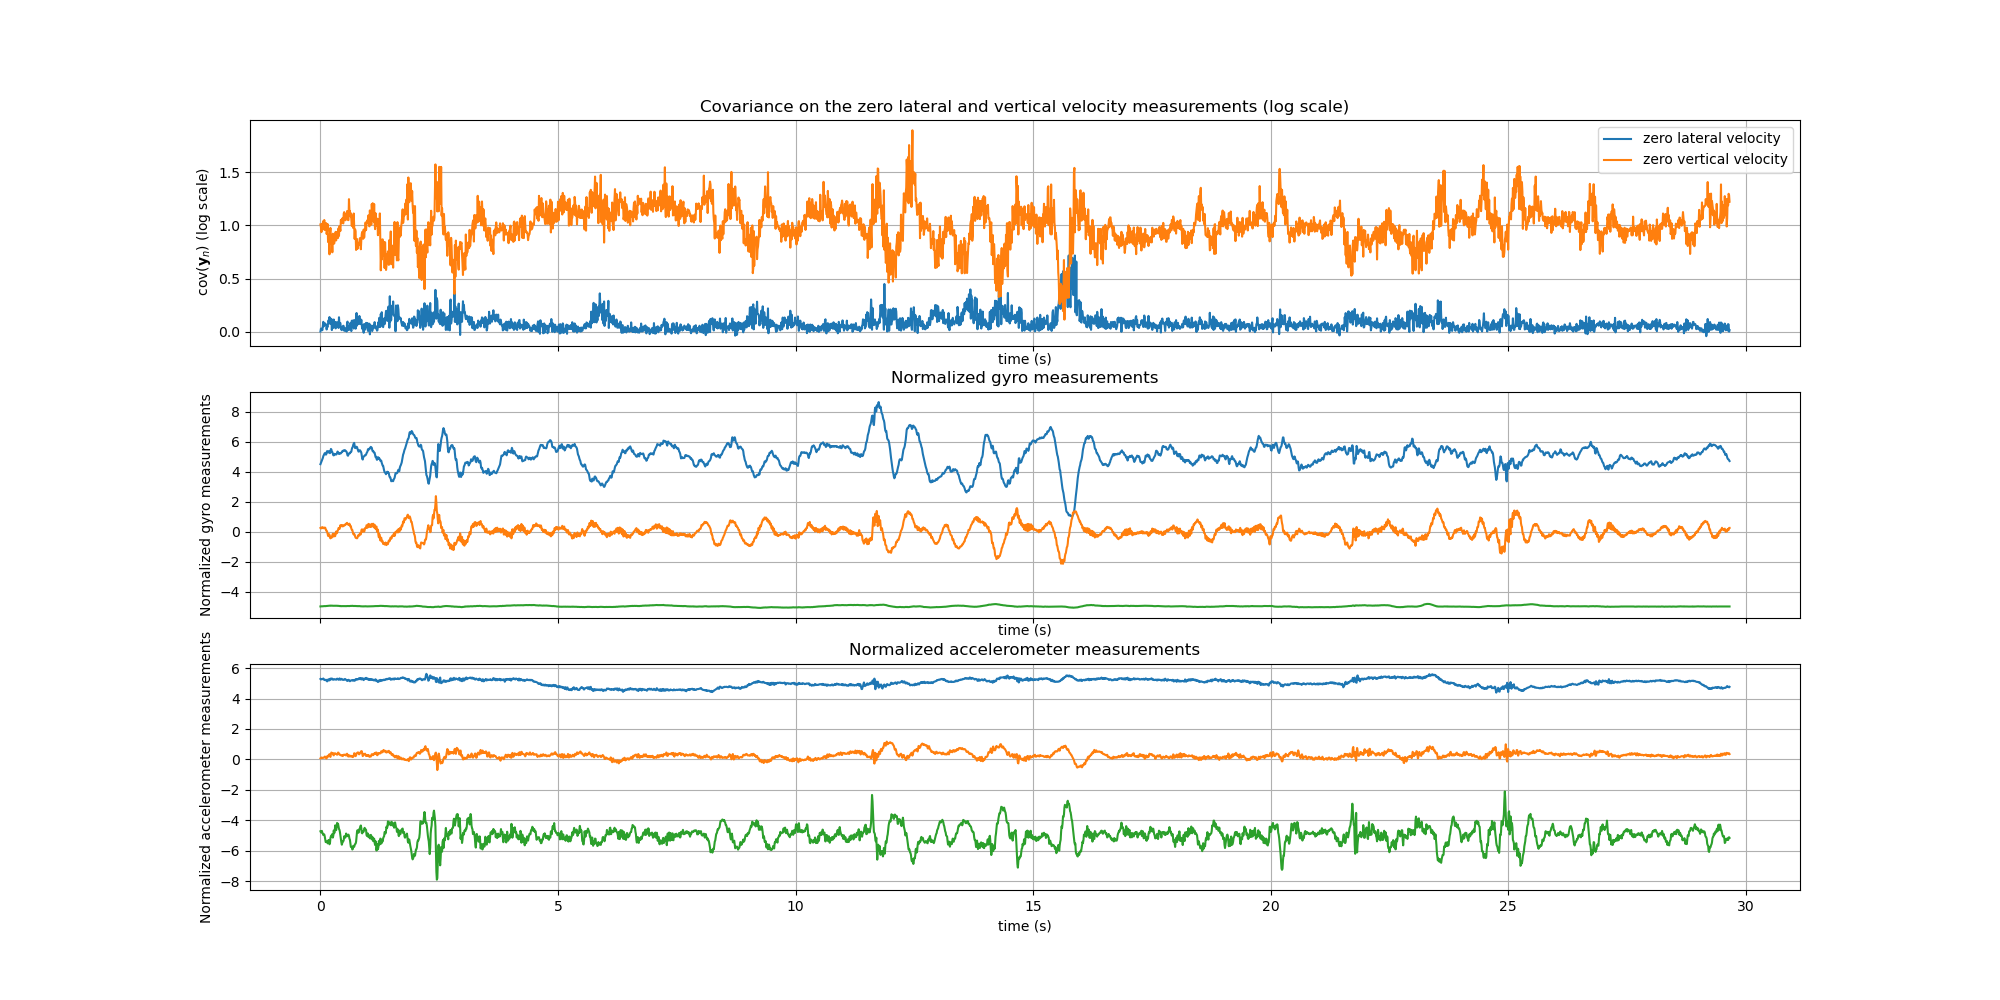 Covariance on the zero lateral and vertical velocity measurements (log scale)
cov(yₙ) (log scale)
1.5
1.0
0.5
0.0
zero lateral velocity
zero vertical velocity
time (s)
Normalized gyro measurements
Normalized gyro measurements
8
6
4
2
0
−2
−4
time (s)
Normalized accelerometer measurements
Normalized accelerometer measurements
6
4
2
0
−2
−4
−6
−8
0 5 10 15 20 25 30
time (s)